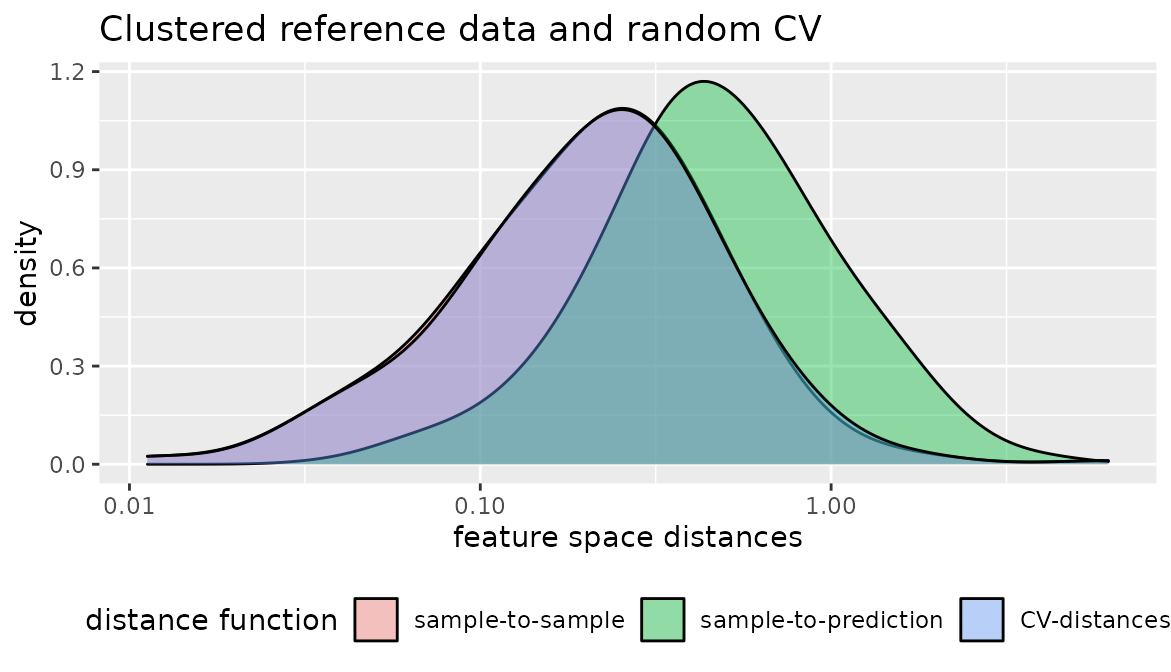 Clustered reference data and random CV
1.2
0.9
0.6
0.3
0.0
density
0.01 0.10 1.00
feature space distances
distance function sample-to-sample sample-to-prediction CV-distances